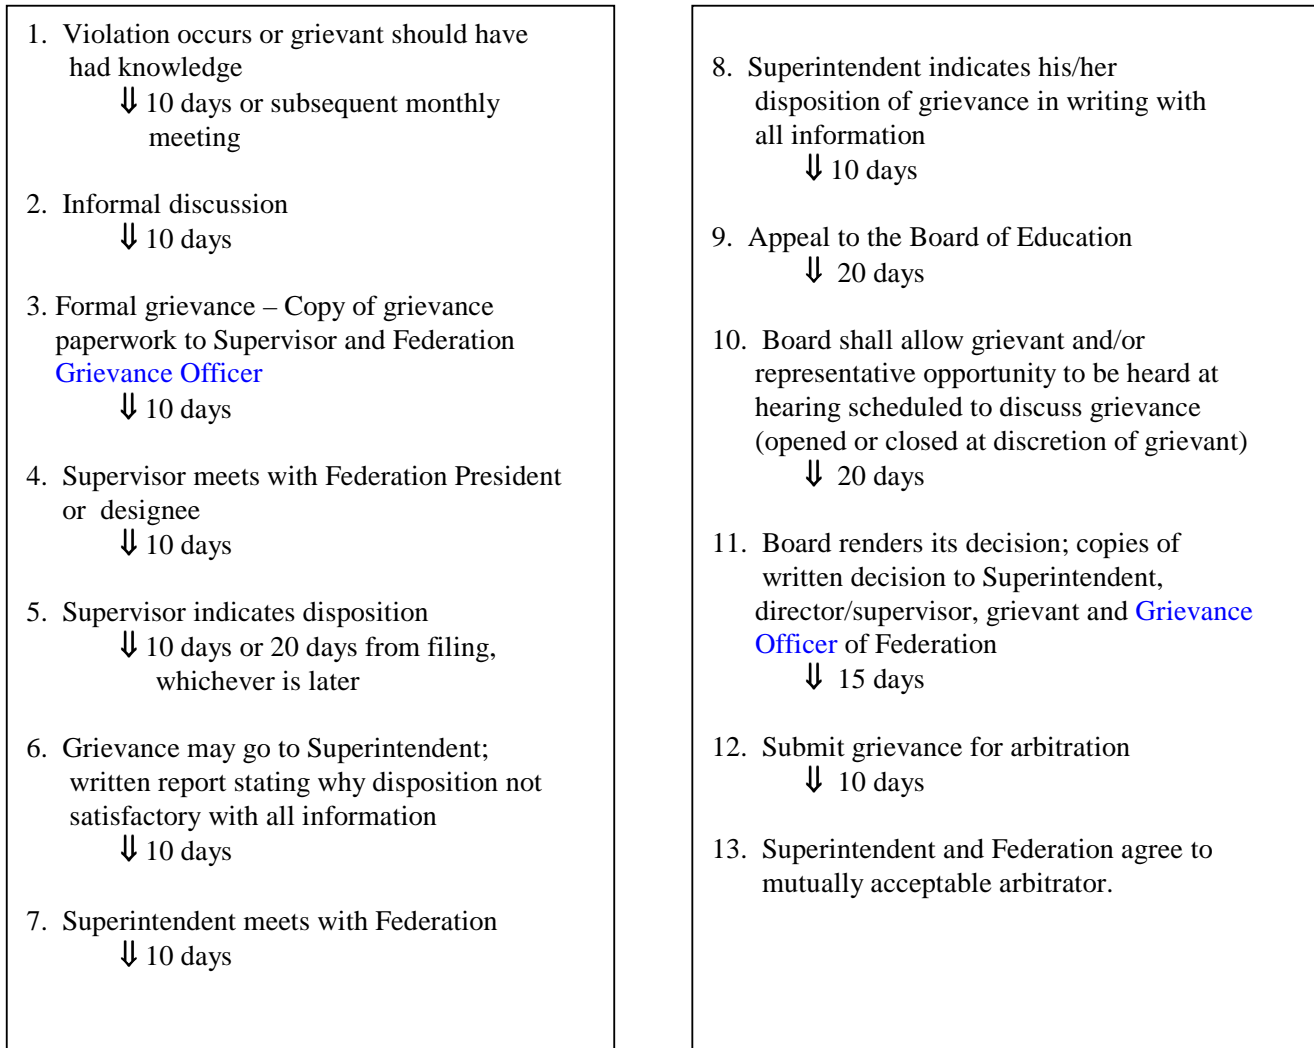 1. Violation occurs or grievant should have
had knowledge
⇓ 10 days or subsequent monthly
meeting
2. Informal discussion
⇓ 10 days
3. Formal grievance – Copy of grievance
paperwork to Supervisor and Federation
Grievance Officer
⇓ 10 days
4. Supervisor meets with Federation President
or designee
⇓ 10 days
5. Supervisor indicates disposition
⇓ 10 days or 20 days from filing,
whichever is later
6. Grievance may go to Superintendent;
written report stating why disposition not
satisfactory with all information
⇓ 10 days
7. Superintendent meets with Federation
⇓ 10 days
8. Superintendent indicates his/her
disposition of grievance in writing with
all information
⇓ 10 days
9. Appeal to the Board of Education
⇓ 20 days
10. Board shall allow grievant and/or
representative opportunity to be heard at
hearing scheduled to discuss grievance
(opened or closed at discretion of grievant)
⇓ 20 days
11. Board renders its decision; copies of
written decision to Superintendent,
director/supervisor, grievant and Grievance
Officer of Federation
⇓ 15 days
12. Submit grievance for arbitration
⇓ 10 days
13. Superintendent and Federation agree to
mutually acceptable arbitrator.